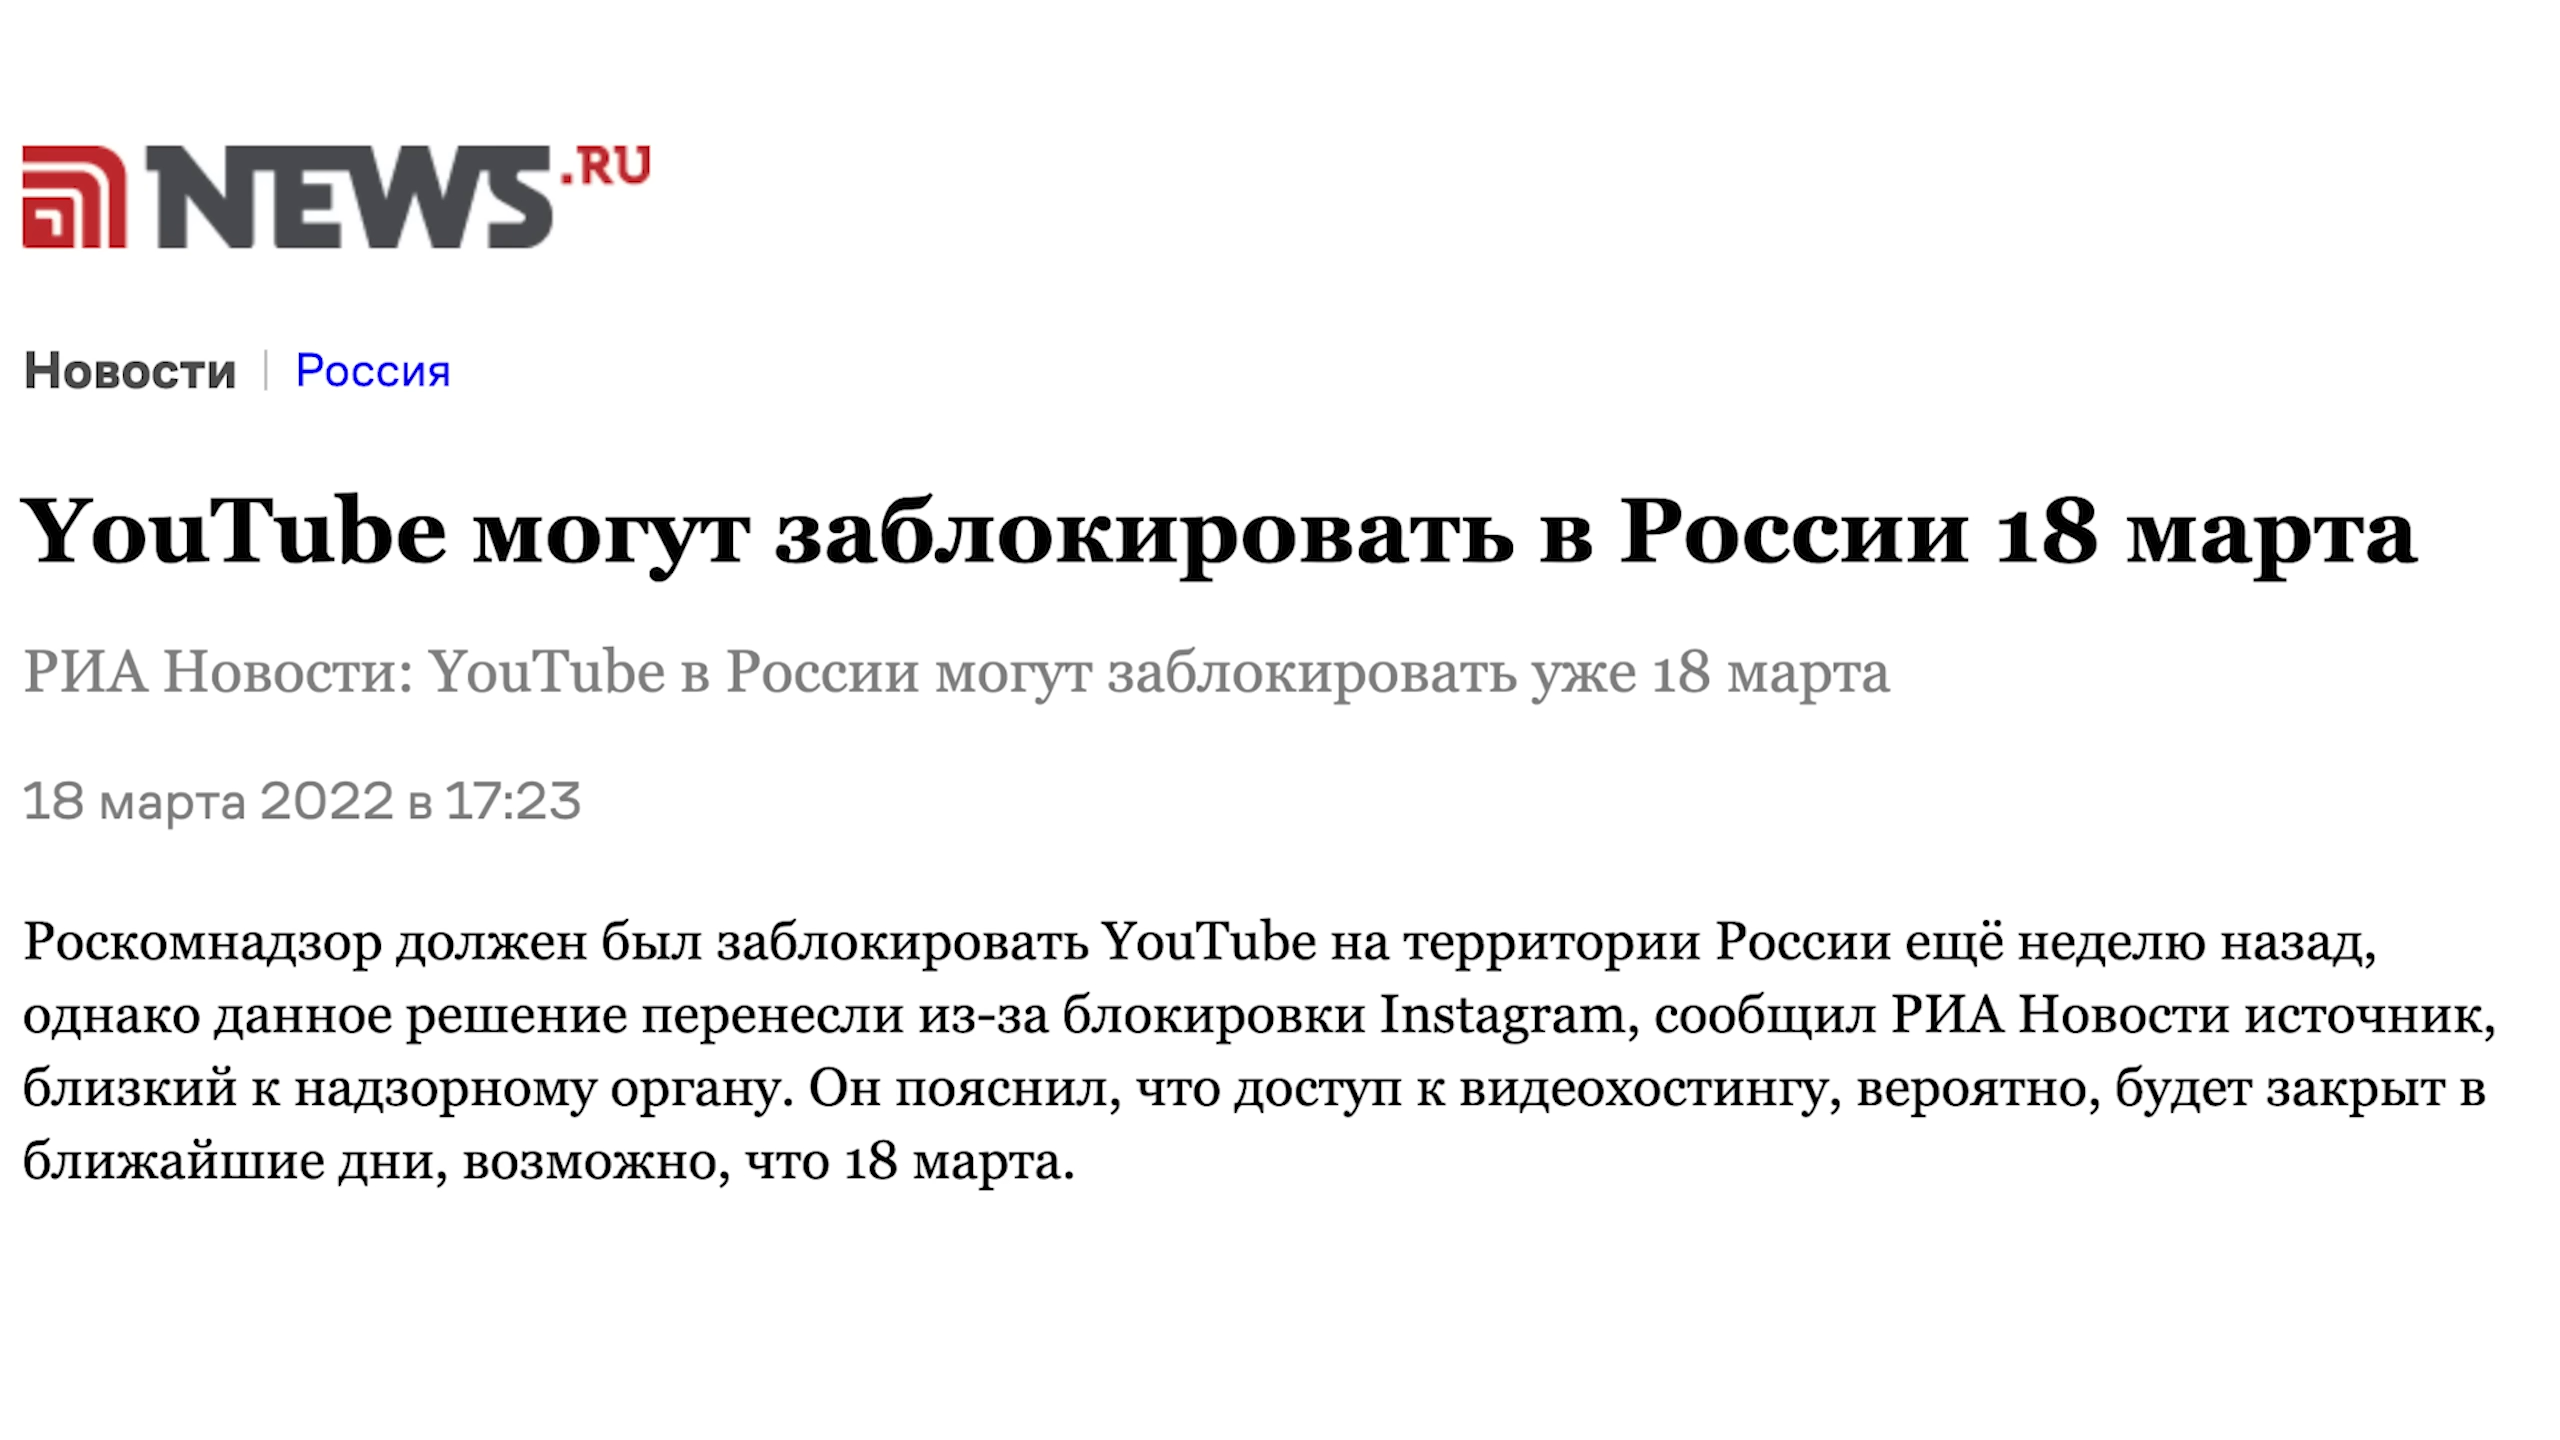 NEWS.RU
Новости | Россия
YouTube могут заблокировать в России 18 марта
РИА Новости: YouTube в России могут заблокировать уже 18 марта
18 марта 2022 в 17:23
Роскомнадзор должен был заблокировать YouTube на территории России ещё неделю назад,
однако данное решение перенесли из-за блокировки Instagram, сообщил РИА Новости источник,
близкий к надзорному органу. Он пояснил, что доступ к видеохостингу, вероятно, будет закрыт в
ближайшие дни, возможно, что 18 марта.